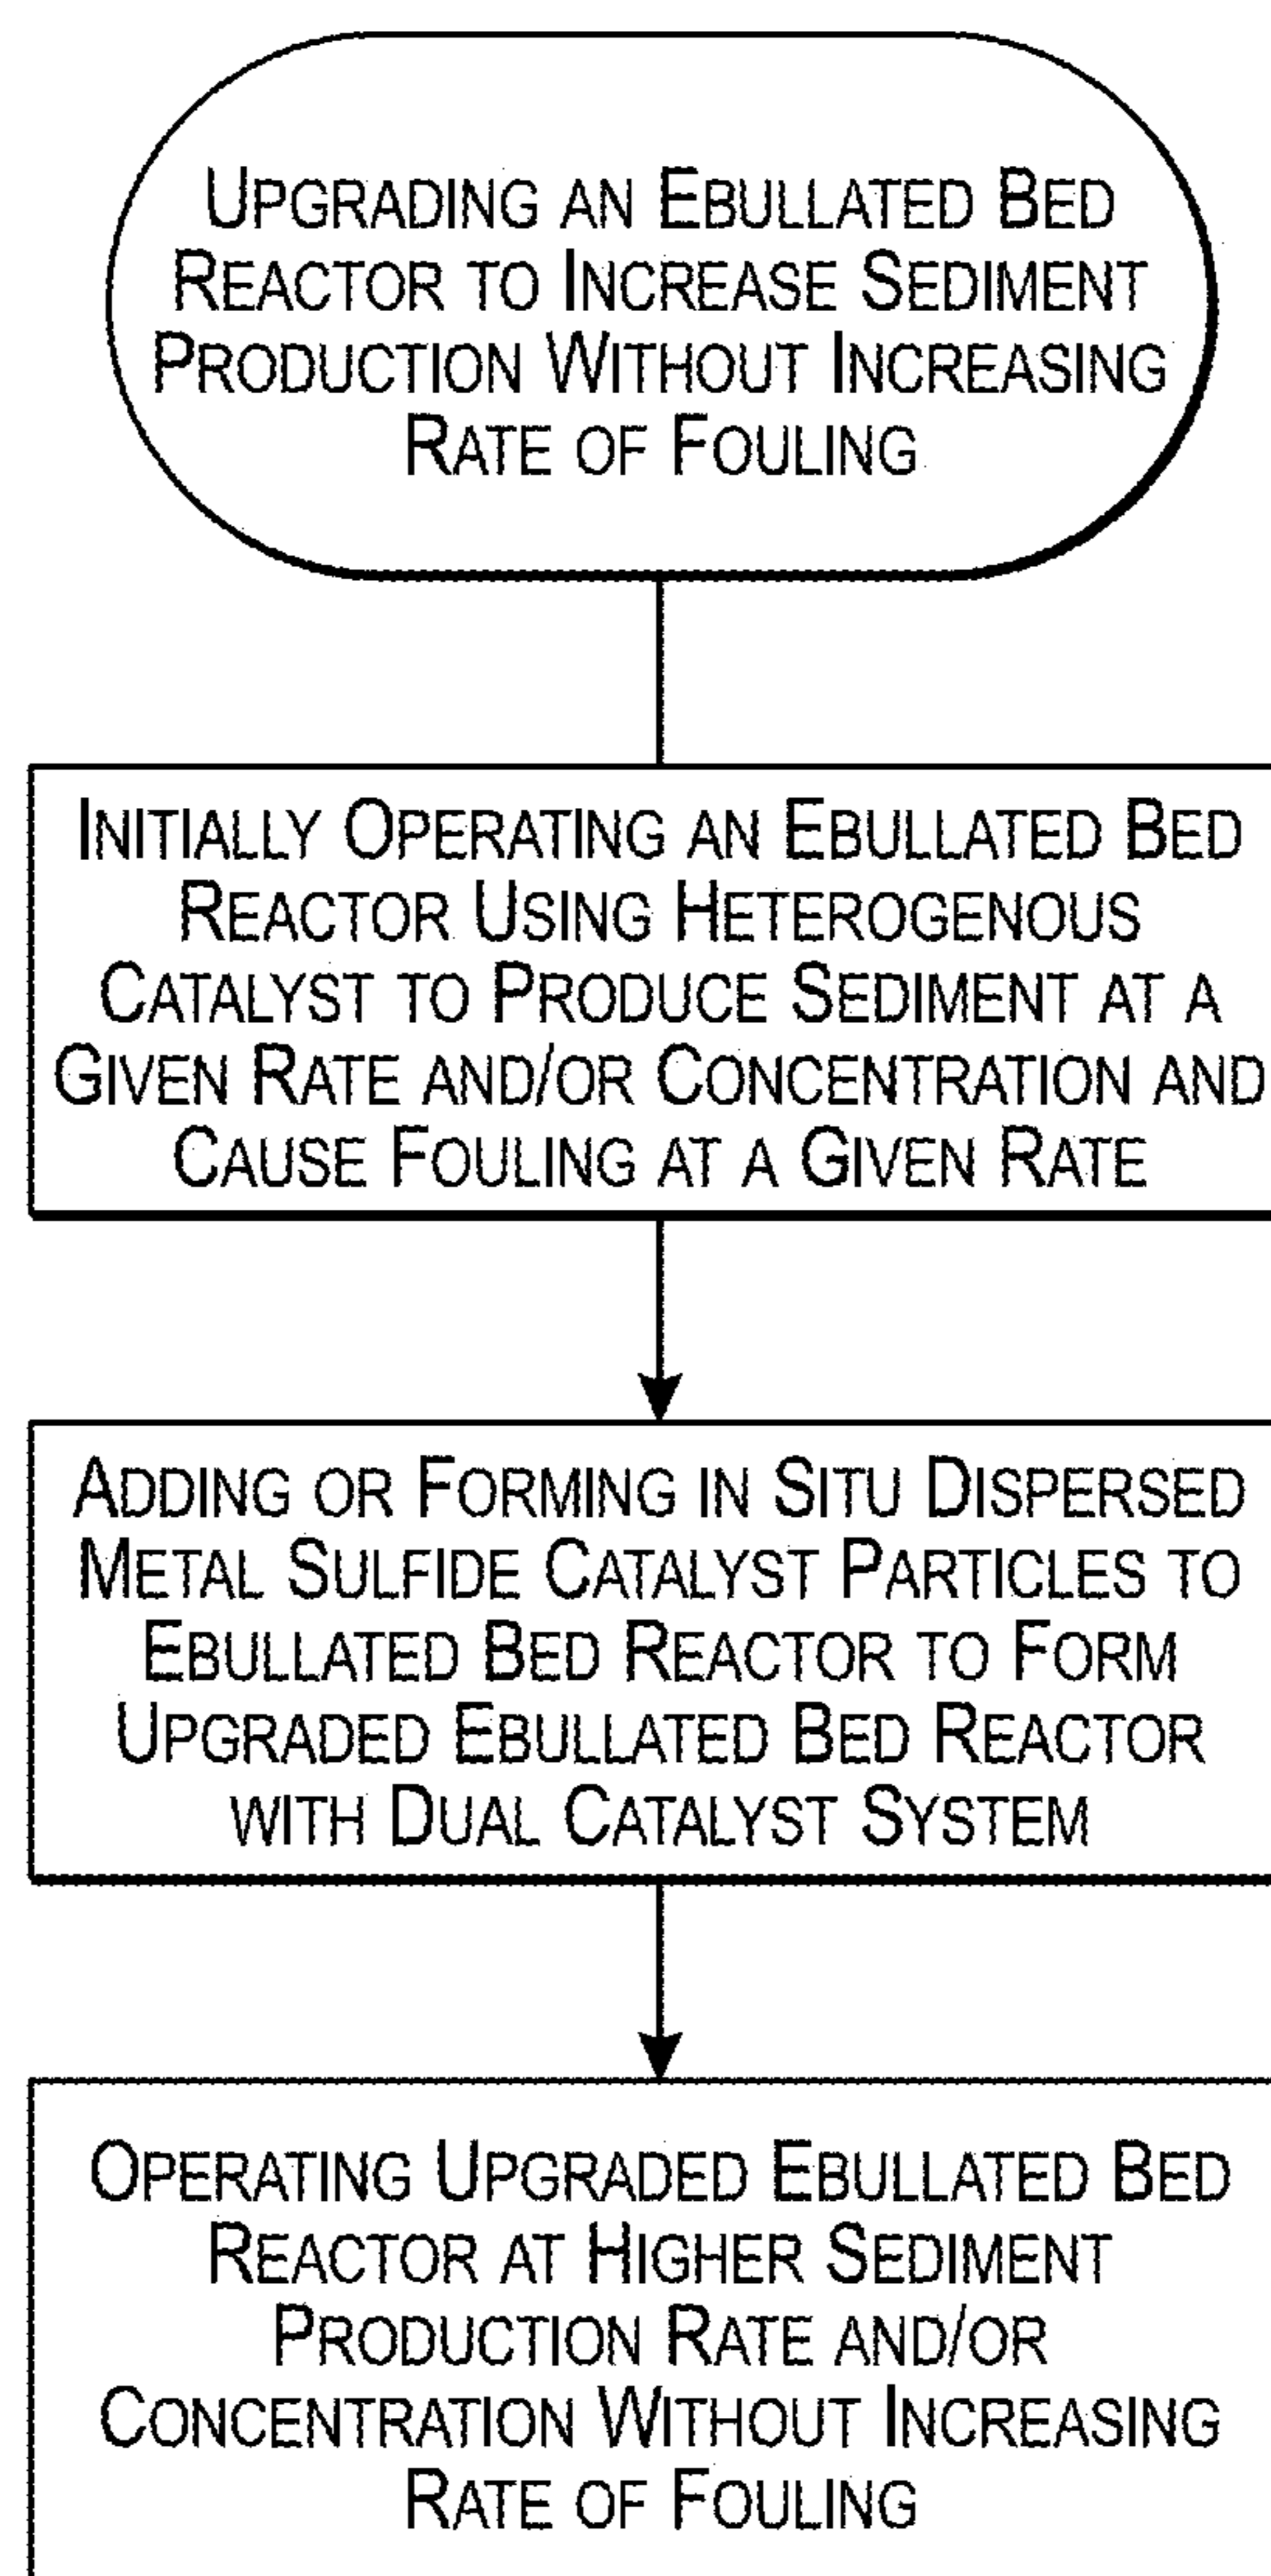 UPGRADING AN EBULLATED BED
REACTOR TO INCREASE SEDIMENT
PRODUCTION WITHOUT INCREASING
RATE OF FOULING
INITIALLY OPERATING AN EBULLATED BED
REACTOR USING HETEROGENOUS
CATALYST TO PRODUCE SEDIMENT AT A
GIVEN RATE AND/OR CONCENTRATION AND
CAUSE FOULING AT A GIVEN RATE
ADDING OR FORMING IN SITU DISPERSED
METAL SULFIDE CATALYST PARTICLES TO
EBULLATED BED REACTOR TO FORM
UPGRADED EBULLATED BED REACTOR
WITH DUAL CATALYST SYSTEM
OPERATING UPGRADED EBULLATED BED
REACTOR AT HIGHER SEDIMENT
PRODUCTION RATE AND/OR
CONCENTRATION WITHOUT INCREASING
RATE OF FOULING